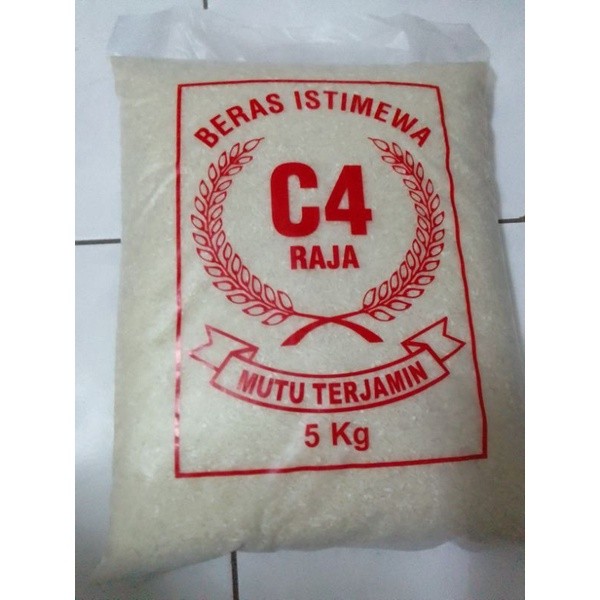 BERAS ISTIMEWA
C4
RAJA
MUTU TERJAMIN
5 Kg